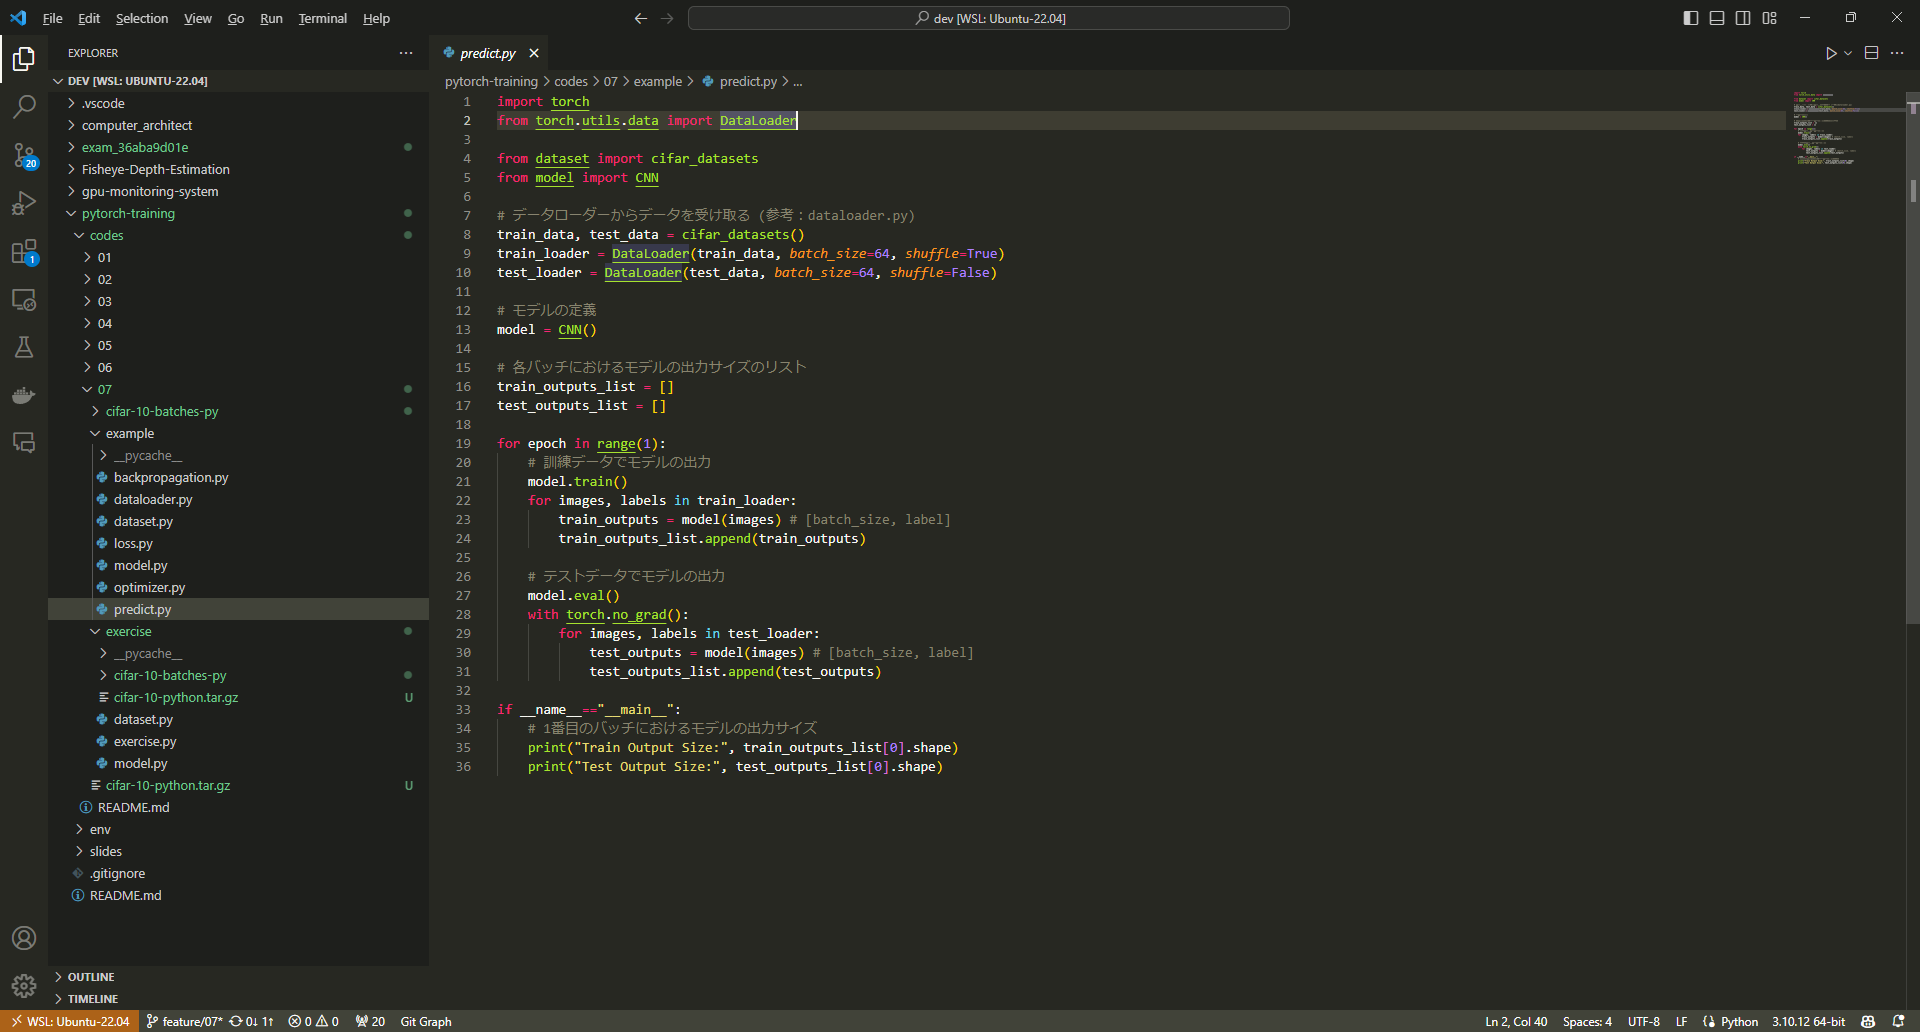 File Edit Selection View Go Run Terminal Help
dev [WSL: Ubuntu-22.04]
EXPLORER
predict.py
DEV [WSL: UBUNTU-22.04]
.vscode
computer_architect
exam_36aba9d01e
Fisheye-Depth-Estimation
gpu-monitoring-system
pytorch-training
codes
01
02
03
04
05
06
07
cifar-10-batches-py
example
__pycache__
backpropagation.py
dataloader.py
dataset.py
loss.py
model.py
optimizer.py
predict.py
exercise
__pycache__
cifar-10-batches-py
cifar-10-python.tar.gz U
dataset.py
exercise.py
model.py
cifar-10-python.tar.gz U
README.md
env
slides
.gitignore
README.md
OUTLINE
TIMELINE
20
1
pytorch-training > codes > 07 > example > predict.py > ...
1 import torch
2 from torch.utils.data import DataLoader
3
4 from dataset import cifar_datasets
5 from model import CNN
6
7 # データローダーからデータを受け取る (参考：dataloader.py)
8 train_data, test_data = cifar_datasets()
9 train_loader = DataLoader(train_data, batch_size=64, shuffle=True)
10 test_loader = DataLoader(test_data, batch_size=64, shuffle=False)
11
12 # モデルの定義
13 model = CNN()
14
15 # 各バッチにおけるモデルの出力サイズのリスト
16 train_outputs_list = []
17 test_outputs_list = []
18
19 for epoch in range(1):
20 # 訓練データでモデルの出力
21 model.train()
22 for images, labels in train_loader:
23 train_outputs = model(images) # [batch_size, label]
24 train_outputs_list.append(train_outputs)
25
26 # テストデータでモデルの出力
27 model.eval()
28 with torch.no_grad():
29 for images, labels in test_loader:
30 test_outputs = model(images) # [batch_size, label]
31 test_outputs_list.append(test_outputs)
32
33 if __name__=="__main__":
34 # 1番目のバッチにおけるモデルの出力サイズ
35 print("Train Output Size:", train_outputs_list[0].shape)
36 print("Test Output Size:", test_outputs_list[0].shape)
WSL: Ubuntu-22.04 feature/07* 0↓ 1↑ 0 0 20 Git Graph Ln 2, Col 40 Spaces: 4 UTF-8 LF Python 3.10.12 64-bit